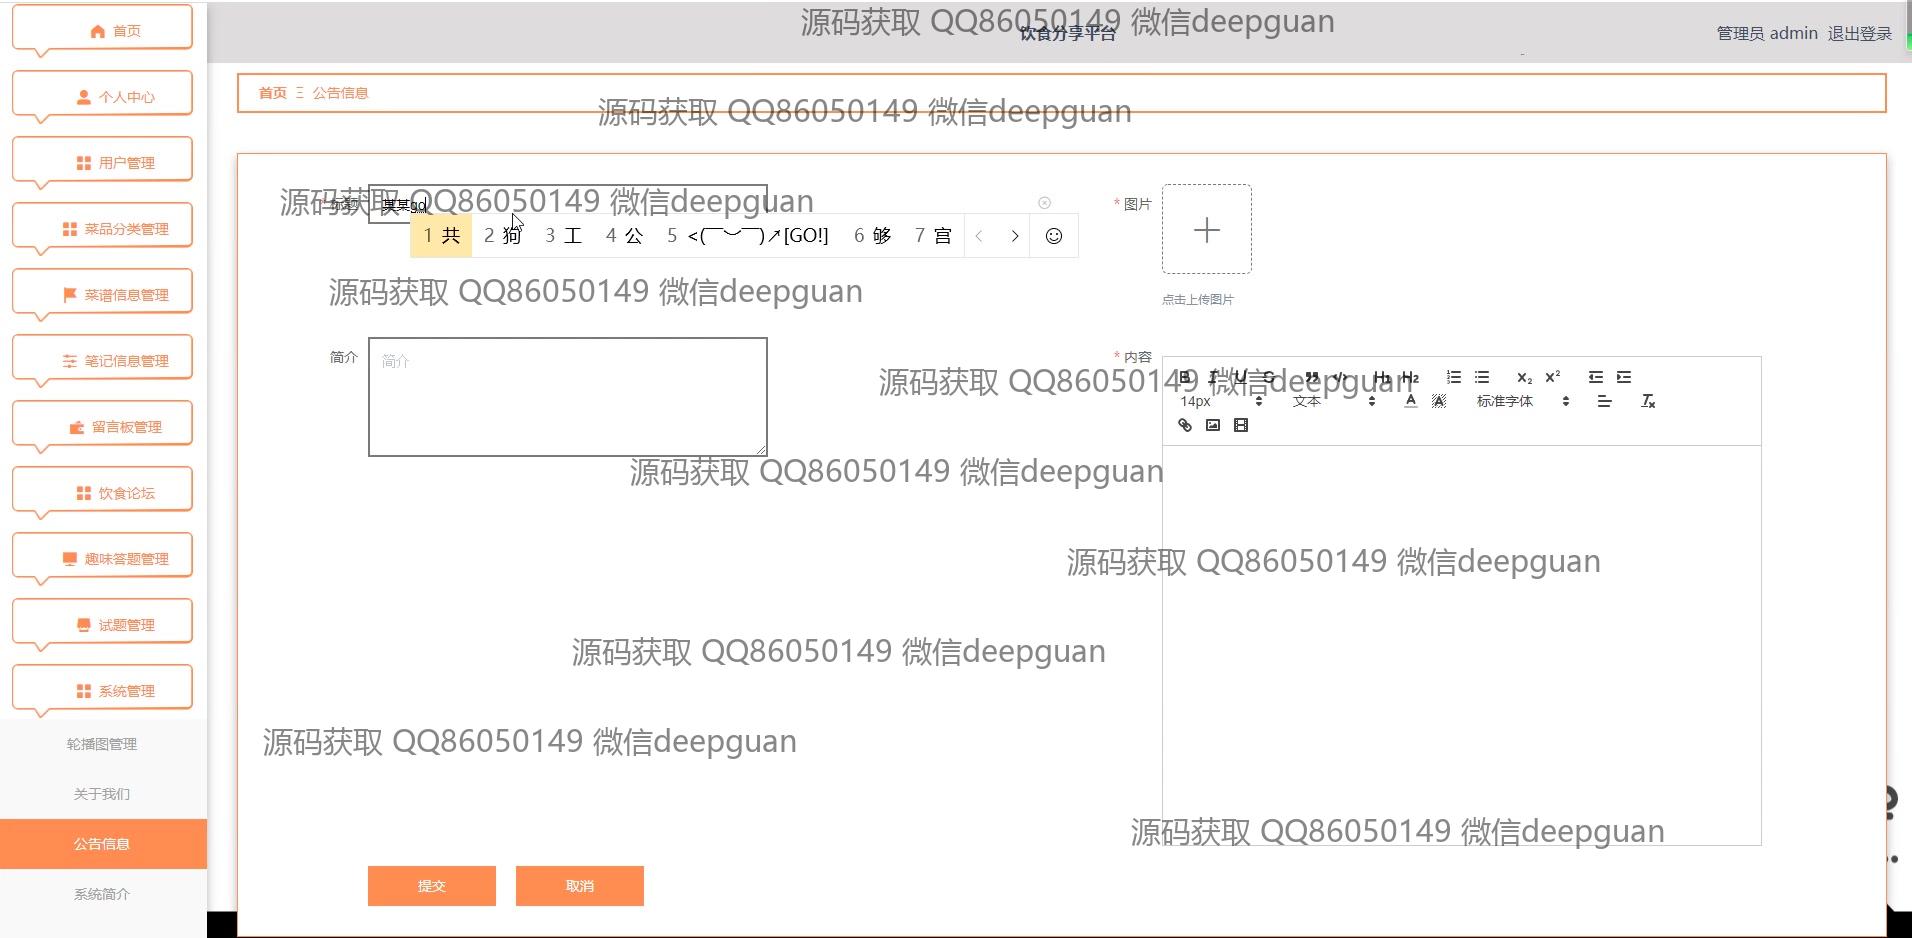 源码获取 QQ86050149 微信deepguan
饮食分享平台
管理员 admin 退出登录
首页
个人中心
用户管理
菜品分类管理
菜谱信息管理
笔记信息管理
留言板管理
饮食论坛
趣味答题管理
试题管理
系统管理
轮播图管理
关于我们
公告信息
系统简介
首页 Ξ 公告信息
源码获取 QQ86050149 微信deepguan
源码获取 QQ86050149 微信deepguan
* 标题
某某go
1 共 2 狗 3 工 4 公 5 <(￣︶￣)↗[GO!] 6 够 7 宫
* 图片
点击上传图片
源码获取 QQ86050149 微信deepguan
简介
简介
* 内容
源码获取 QQ86050149 微信deepguan
B I U S H₁ H₂ X₂ X²
14px 文本 A A 标准字体
源码获取 QQ86050149 微信deepguan
源码获取 QQ86050149 微信deepguan
源码获取 QQ86050149 微信deepguan
源码获取 QQ86050149 微信deepguan
源码获取 QQ86050149 微信deepguan
提交 取消